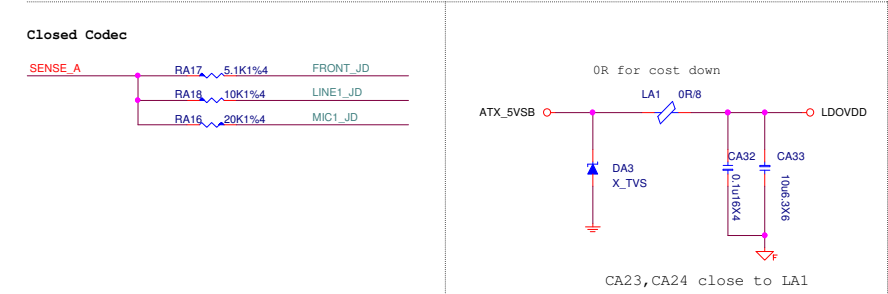 Closed Codec
SENSE_A
RA17 5.1K1%4 FRONT_JD
RA18 10K1%4 LINE1_JD
RA16 20K1%4 MIC1_JD
0R for cost down
LA1 0R/8
ATX_5VSB
LDOVDD
DA3
X_TVS
CA32
0.1u16X4
CA33
10u6.3X6
F
CA23,CA24 close to LA1